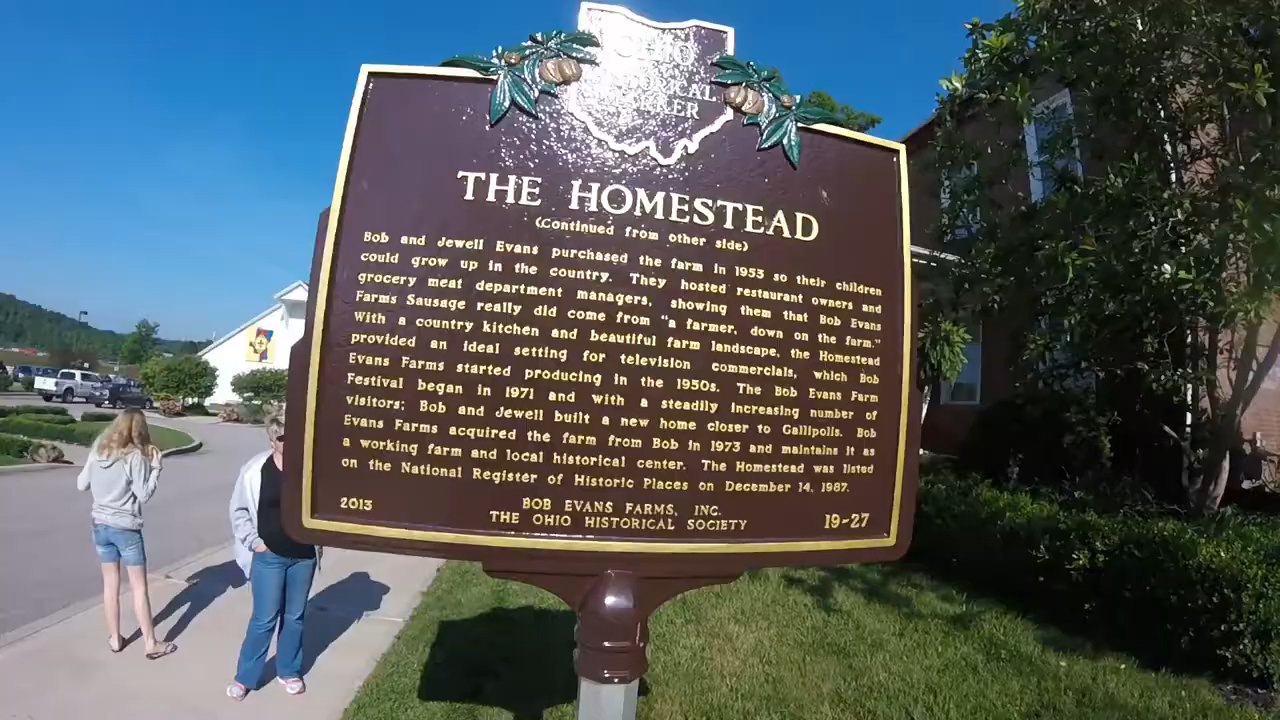 OHIO
HISTORICAL
MARKER
THE HOMESTEAD
(Continued from other side)
Bob and Jewell Evans purchased the farm in 1953 so their children
could grow up in the country. They hosted restaurant owners and
grocery meat department managers, showing them that Bob Evans
Farms Sausage really did come from "a farmer, down on the farm."
With a country kitchen and beautiful farm landscape, the Homestead
provided an ideal setting for television commercials, which Bob
Evans Farms started producing in the 1950s. The Bob Evans Farm
Festival began in 1971 and with a steadily increasing number of
visitors; Bob and Jewell built a new home closer to Gallipolis. Bob
Evans Farms acquired the farm from Bob in 1973 and maintains it as
a working farm and local historical center. The Homestead was listed
on the National Register of Historic Places on December 14, 1987.
2013
BOB EVANS FARMS, INC.
THE OHIO HISTORICAL SOCIETY
19-27